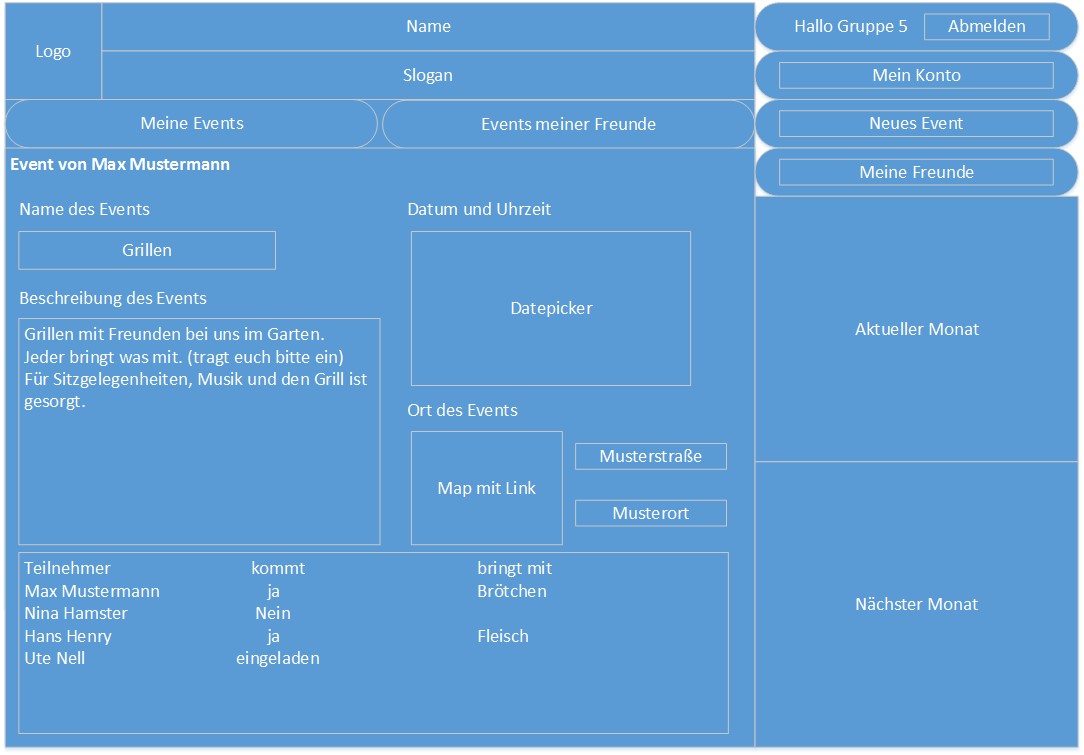 Logo
Name
Slogan
Hallo Gruppe 5
Abmelden
Mein Konto
Neues Event
Meine Freunde
Meine Events
Events meiner Freunde
Event von Max Mustermann
Name des Events
Grillen
Beschreibung des Events
Grillen mit Freunden bei uns im Garten.
Jeder bringt was mit. (tragt euch bitte ein)
Für Sitzgelegenheiten, Musik und den Grill ist
gesorgt.
Datum und Uhrzeit
Datepicker
Ort des Events
Map mit Link
Musterstraße
Musterort
Teilnehmer kommt bringt mit
Max Mustermann ja Brötchen
Nina Hamster Nein
Hans Henry ja Fleisch
Ute Nell eingeladen
Aktueller Monat
Nächster Monat